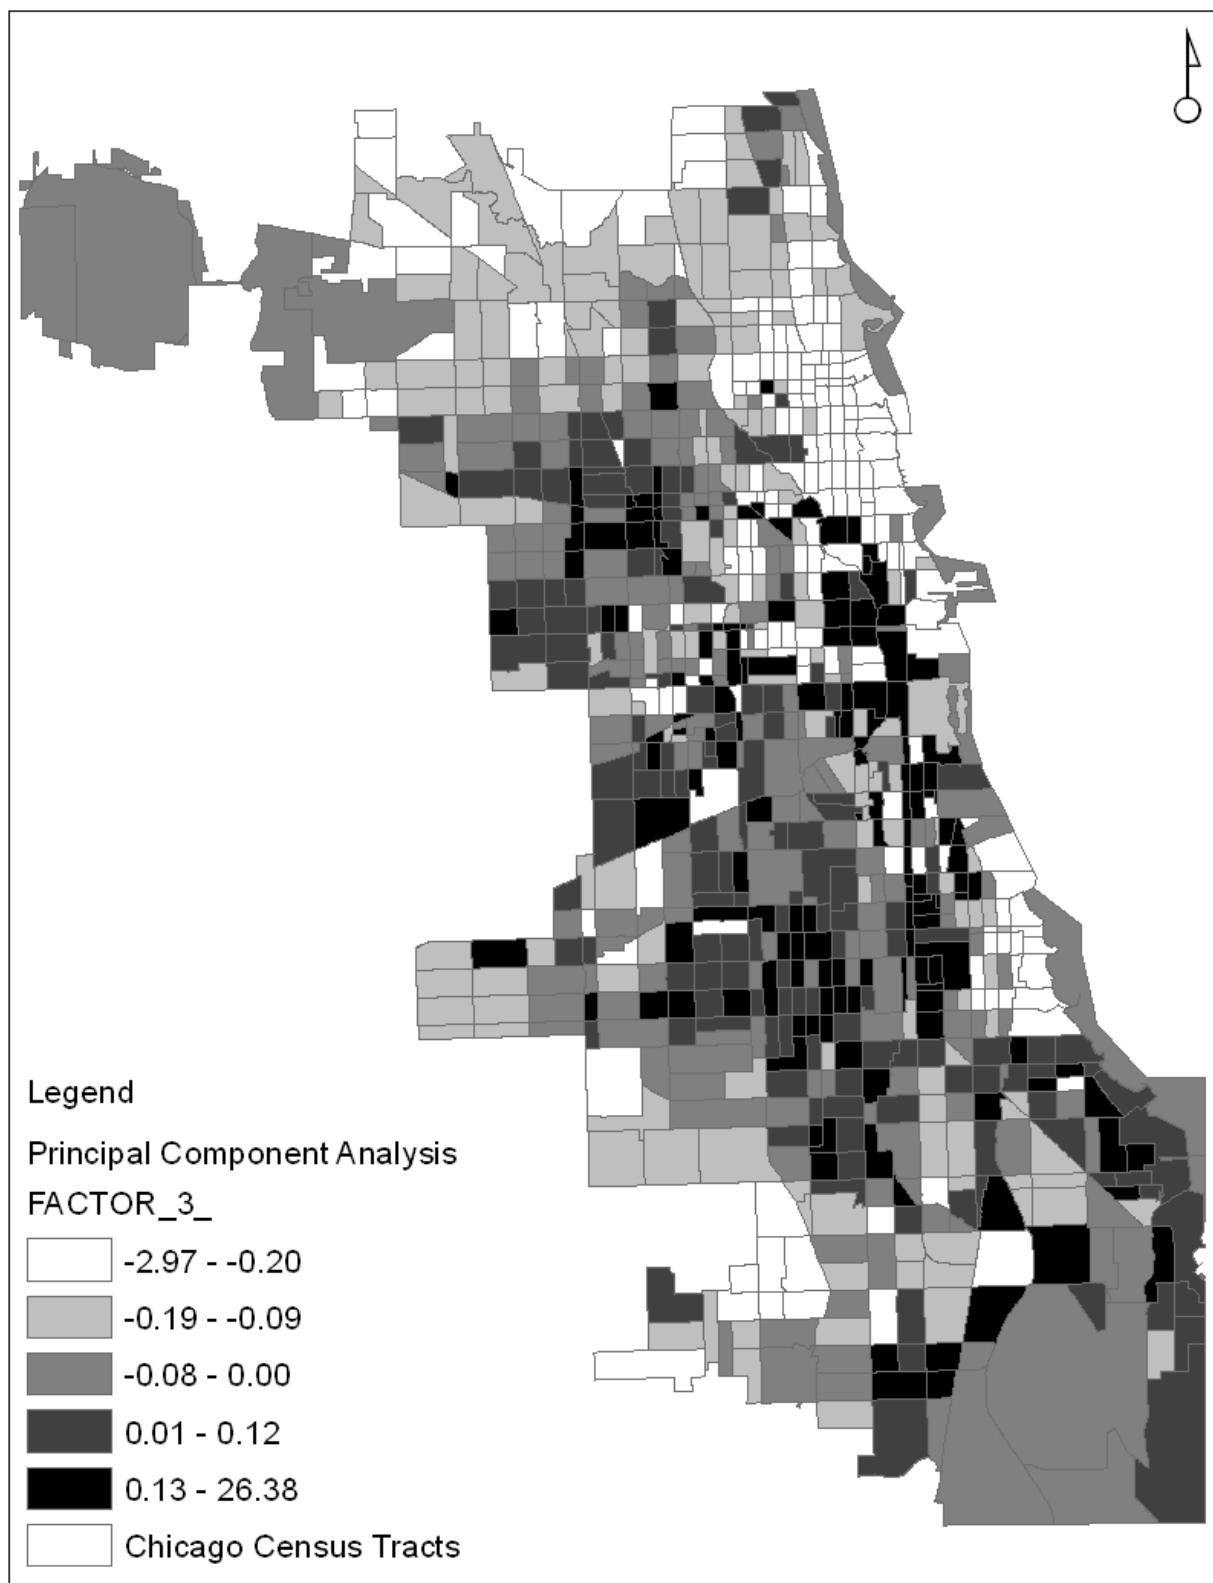 Legend
Principal Component Analysis
FACTOR_3_
-2.97 - -0.20
-0.19 - -0.09
-0.08 - 0.00
0.01 - 0.12
0.13 - 26.38
Chicago Census Tracts